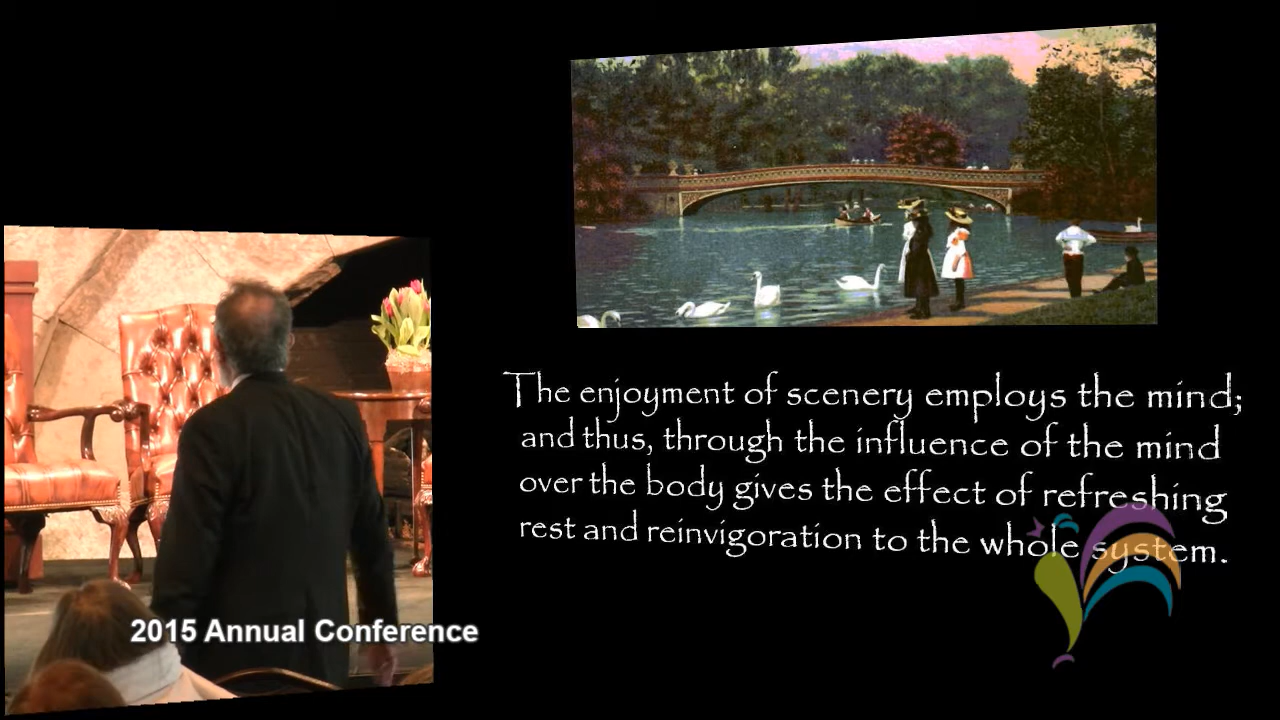 The enjoyment of scenery employs the mind;
and thus, through the influence of the mind
over the body gives the effect of refreshing
rest and reinvigoration to the whole system.
2015 Annual Conference